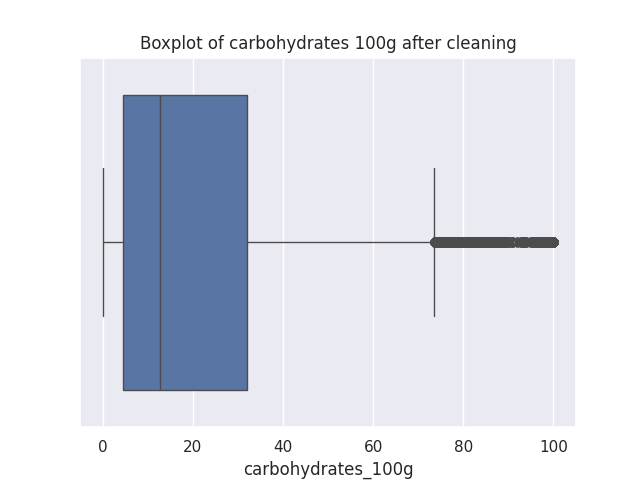 Boxplot of carbohydrates 100g after cleaning
0 20 40 60 80 100
carbohydrates_100g